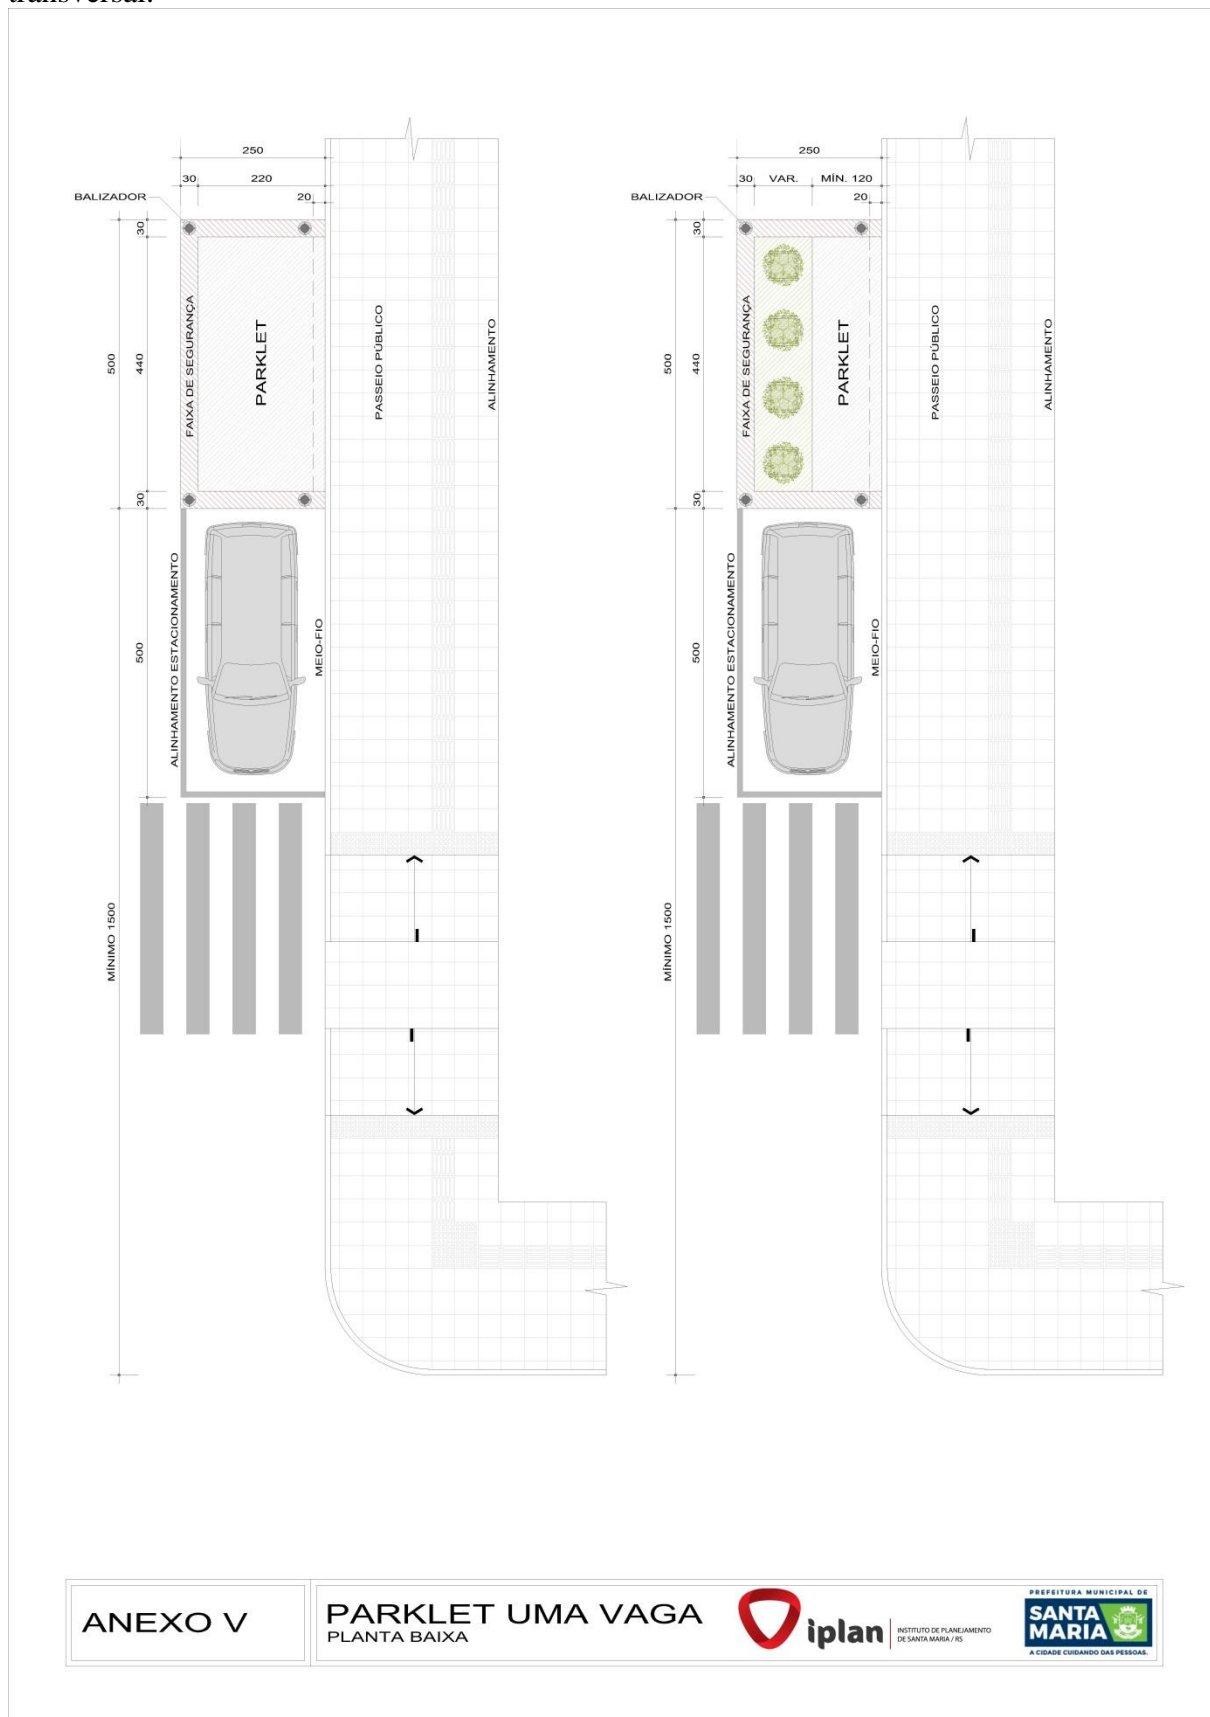 transversal.
250
30
220
20
BALIZADOR
30
500
440
30
FAIXA DE SEGURANÇA
PARKLET
PASSEIO PÚBLICO
ALINHAMENTO
500
ALINHAMENTO ESTACIONAMENTO
MEIO-FIO
MÍNIMO 1500
250
30
VAR.
MÍN. 120
20
BALIZADOR
30
500
440
30
FAIXA DE SEGURANÇA
PARKLET
PASSEIO PÚBLICO
ALINHAMENTO
500
ALINHAMENTO ESTACIONAMENTO
MEIO-FIO
MÍNIMO 1500
ANEXO V
PARKLET UMA VAGA
PLANTA BAIXA
iplan
INSTITUTO DE PLANEJAMENTO
DE SANTA MARIA / RS
PREFEITURA MUNICIPAL DE
SANTA
MARIA
A CIDADE CUIDANDO DAS PESSOAS.